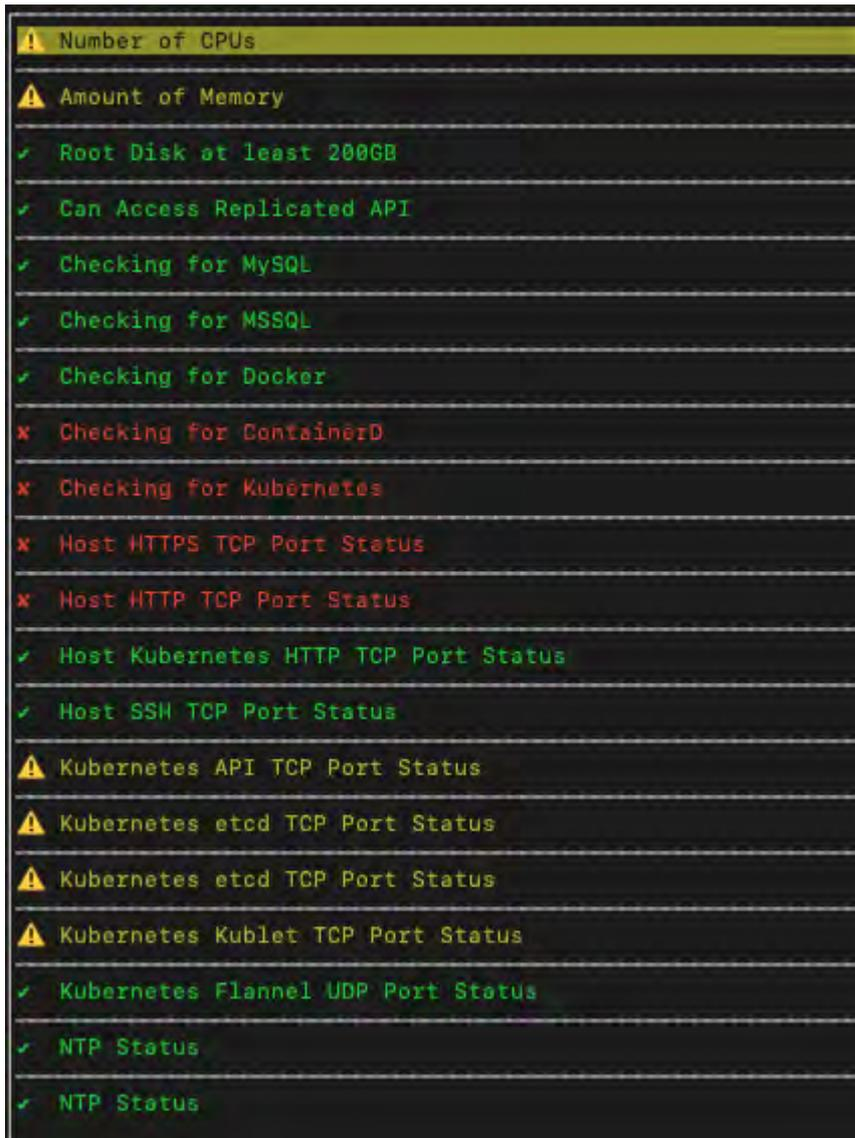 Number of CPUs
Amount of Memory
Root Disk at least 200GB
Can Access Replicated API
Checking for MySQL
Checking for MSSQL
Checking for Docker
Checking for ContainerD
Checking for Kubernetes
Host HTTPS TCP Port Status
Host HTTP TCP Port Status
Host Kubernetes HTTP TCP Port Status
Host SSH TCP Port Status
Kubernetes API TCP Port Status
Kubernetes etcd TCP Port Status
Kubernetes etcd TCP Port Status
Kubernetes Kublet TCP Port Status
Kubernetes Flannel UDP Port Status
NTP Status
NTP Status